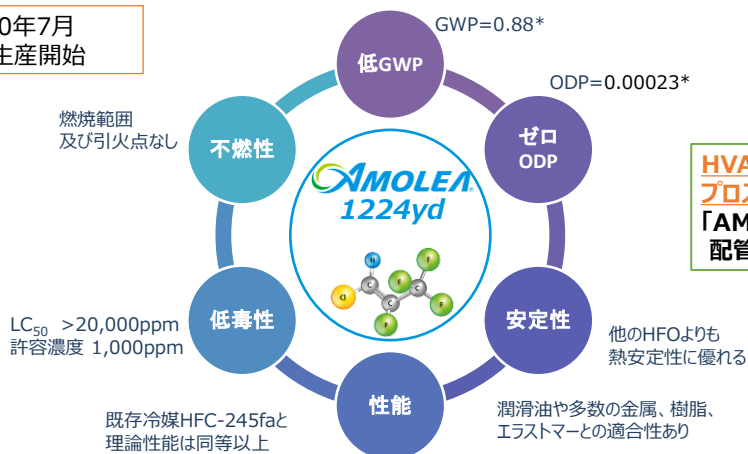 0年7月
生産開始
GWP=0.88*
低GWP
ODP=0.00023*
ゼロ
ODP
燃焼範囲
及び引火点なし
不燃性
AMOLEA
1224yd
H
F
C
C
F
F
Cl
C
F
F
HVA
プロス
「AM
配管
LC50 >20,000ppm
許容濃度 1,000ppm
低毒性
安定性
他のHFOよりも
熱安定性に優れる
性能
既存冷媒HFC-245faと
理論性能は同等以上
潤滑油や多数の金属、樹脂、
エラストマーとの適合性あり